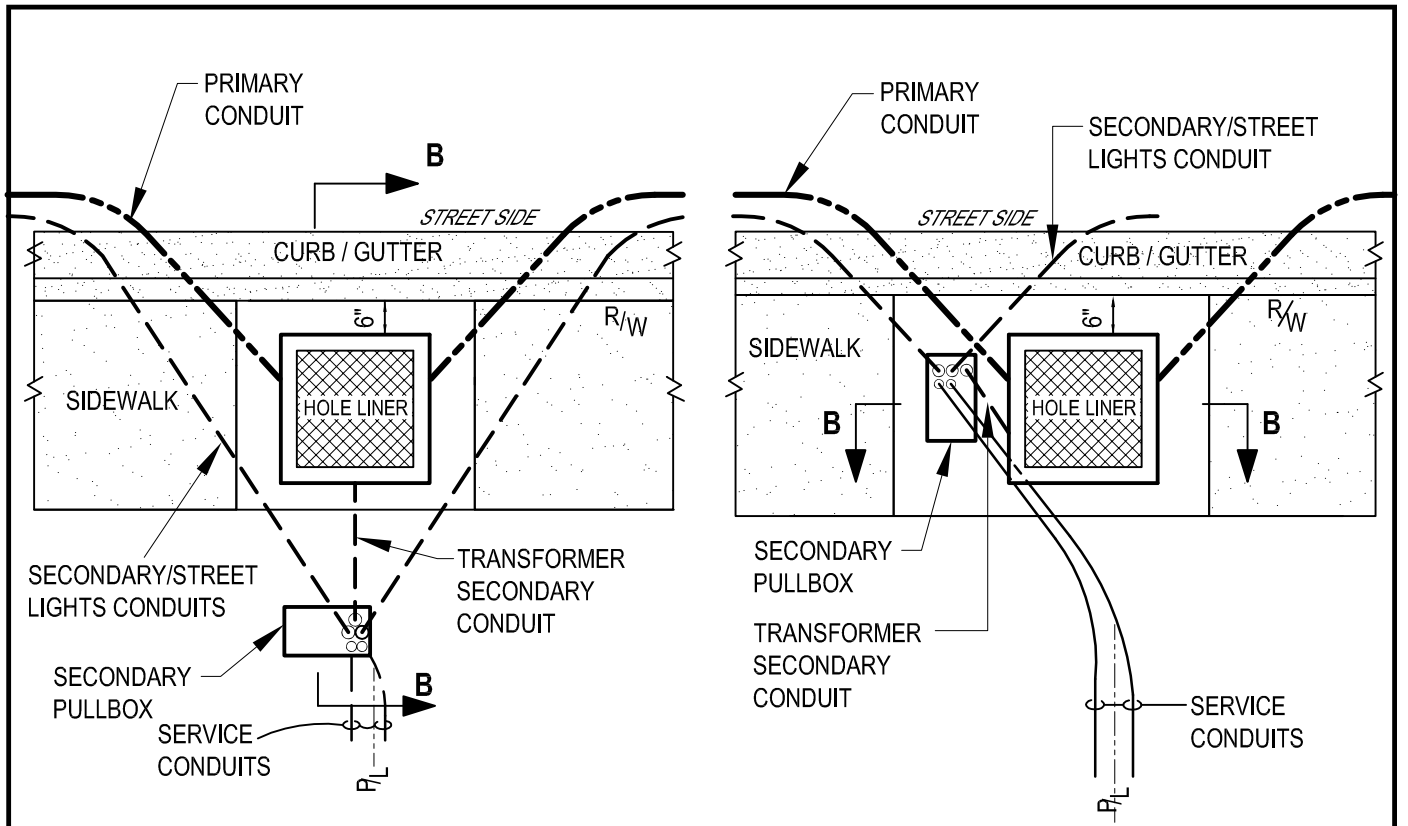 PRIMARY
CONDUIT
B
STREET SIDE
CURB / GUTTER
6"
R/W
SIDEWALK
HOLE LINER
SECONDARY/STREET
LIGHTS CONDUITS
TRANSFORMER
SECONDARY
CONDUIT
SECONDARY
PULLBOX
B
SERVICE
CONDUITS
P/L
PRIMARY
CONDUIT
SECONDARY/STREET
LIGHTS CONDUIT
STREET SIDE
CURB / GUTTER
6"
R/W
SIDEWALK
HOLE LINER
B
B
SECONDARY
PULLBOX
TRANSFORMER
SECONDARY
CONDUIT
SERVICE
CONDUITS
P/L